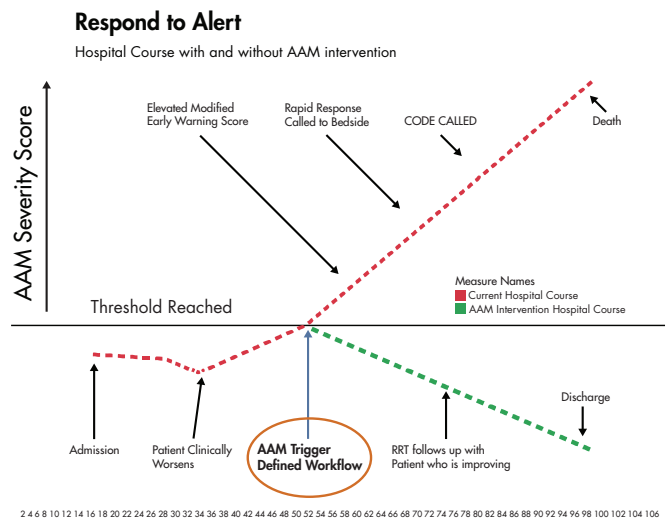 Respond to Alert
Hospital Course with and without AAM intervention
AAM Severity Score
Elevated Modified
Early Warning Score
Rapid Response
Called to Bedside
CODE CALLED
Death
Measure Names
Current Hospital Course
AAM Intervention Hospital Course
Threshold Reached
Admission
Patient Clinically
Worsens
AAM Trigger
Defined Workflow
RRT follows up with
Patient who is improving
Discharge
2 4 6 8 10 12 14 16 18 20 22 24 26 28 30 32 34 36 38 40 42 44 46 48 50 52 54 56 58 60 62 64 66 68 70 72 74 76 78 80 82 84 86 88 90 92 94 96 98 100 102 104 106